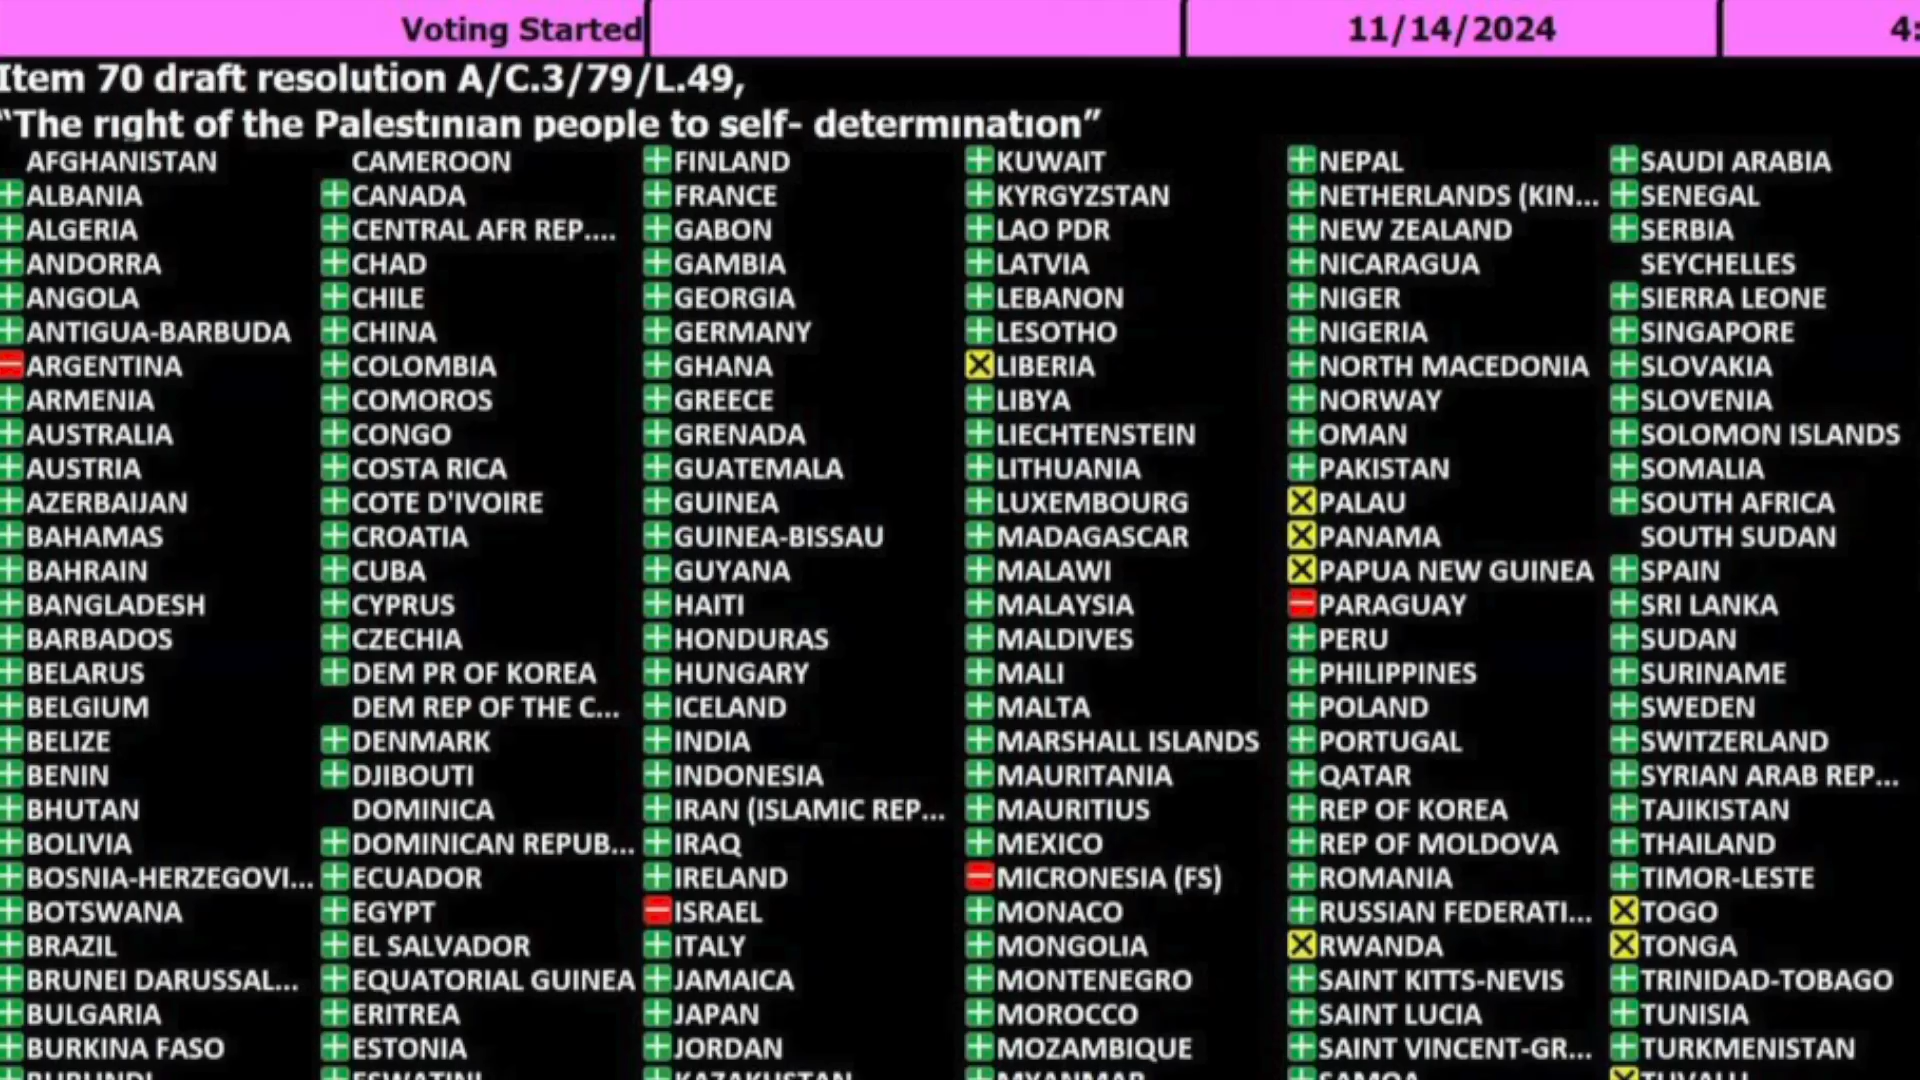 Voting Started
11/14/2024
4:
Item 70 draft resolution A/C.3/79/L.49,
"The right of the Palestinian people to self- determination”
AFGHANISTAN
ALBANIA
ALGERIA
ANDORRA
ANGOLA
ANTIGUA-BARBUDA
ARGENTINA
ARMENIA
AUSTRALIA
AUSTRIA
AZERBAIJAN
BAHAMAS
BAHRAIN
BANGLADESH
BARBADOS
BELARUS
BELGIUM
BELIZE
BENIN
BHUTAN
BOLIVIA
BOSNIA-HERZEGOVI...
BOTSWANA
BRAZIL
BRUNEI DARUSSAL...
BULGARIA
BURKINA FASO
BURUNDI
CAMEROON
CANADA
CENTRAL AFR REP....
CHAD
CHILE
CHINA
COLOMBIA
COMOROS
CONGO
COSTA RICA
COTE D'IVOIRE
CROATIA
CUBA
CYPRUS
CZECHIA
DEM PR OF KOREA
DEM REP OF THE C...
DENMARK
DJIBOUTI
DOMINICA
DOMINICAN REPUB...
ECUADOR
EGYPT
EL SALVADOR
EQUATORIAL GUINEA
ERITREA
ESTONIA
ESWATINI
FINLAND
FRANCE
GABON
GAMBIA
GEORGIA
GERMANY
GHANA
GREECE
GRENADA
GUATEMALA
GUINEA
GUINEA-BISSAU
GUYANA
HAITI
HONDURAS
HUNGARY
ICELAND
INDIA
INDONESIA
IRAN (ISLAMIC REP...
IRAQ
IRELAND
ISRAEL
ITALY
JAMAICA
JAPAN
JORDAN
KAZAKHSTAN
KUWAIT
KYRGYZSTAN
LAO PDR
LATVIA
LEBANON
LESOTHO
LIBERIA
LIBYA
LIECHTENSTEIN
LITHUANIA
LUXEMBOURG
MADAGASCAR
MALAWI
MALAYSIA
MALDIVES
MALI
MALTA
MARSHALL ISLANDS
MAURITANIA
MAURITIUS
MEXICO
MICRONESIA (FS)
MONACO
MONGOLIA
MONTENEGRO
MOROCCO
MOZAMBIQUE
MYANMAR
NEPAL
NETHERLANDS (KIN...
NEW ZEALAND
NICARAGUA
NIGER
NIGERIA
NORTH MACEDONIA
NORWAY
OMAN
PAKISTAN
PALAU
PANAMA
PAPUA NEW GUINEA
PARAGUAY
PERU
PHILIPPINES
POLAND
PORTUGAL
QATAR
REP OF KOREA
REP OF MOLDOVA
ROMANIA
RUSSIAN FEDERATI...
RWANDA
SAINT KITTS-NEVIS
SAINT LUCIA
SAINT VINCENT-GR...
SAMOA
SAUDI ARABIA
SENEGAL
SERBIA
SEYCHELLES
SIERRA LEONE
SINGAPORE
SLOVAKIA
SLOVENIA
SOLOMON ISLANDS
SOMALIA
SOUTH AFRICA
SOUTH SUDAN
SPAIN
SRI LANKA
SUDAN
SURINAME
SWEDEN
SWITZERLAND
SYRIAN ARAB REP...
TAJIKISTAN
THAILAND
TIMOR-LESTE
TOGO
TONGA
TRINIDAD-TOBAGO
TUNISIA
TURKMENISTAN
TUVALU